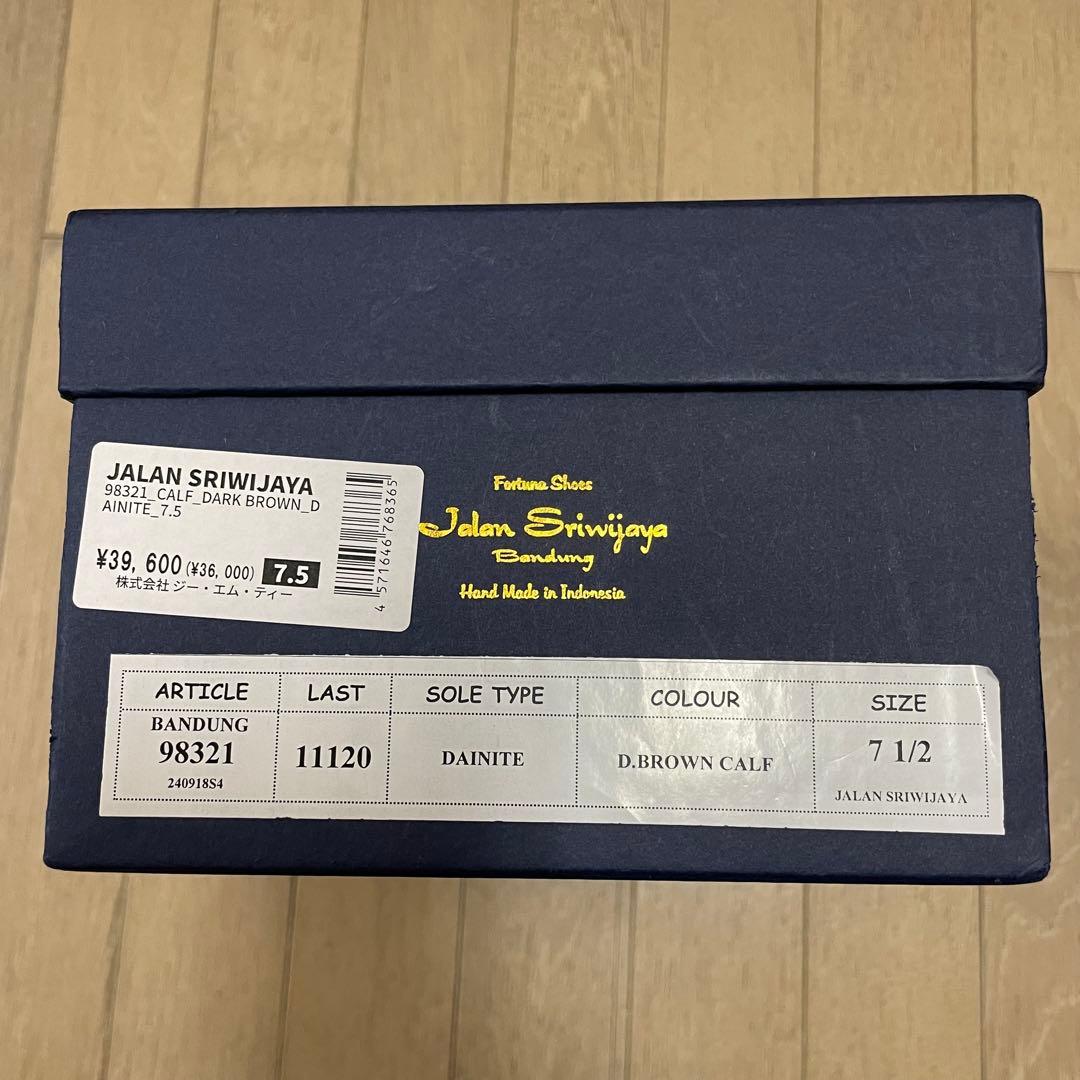 JALAN SRIWIJAYA
98321_CALF_DARK BROWN_D
AINITE_7.5
¥39, 600 (¥36, 000) 7.5
株式会社 ジー・エム・ティー
4 571646 768365
Fortuna Shoes
Jalan Sriwijaya
Bandung
Hand Made in Indonesia
ARTICLE LAST SOLE TYPE COLOUR SIZE
BANDUNG
98321 11120 DAINITE D.BROWN CALF 7 1/2
240918S4 JALAN SRIWIJAYA